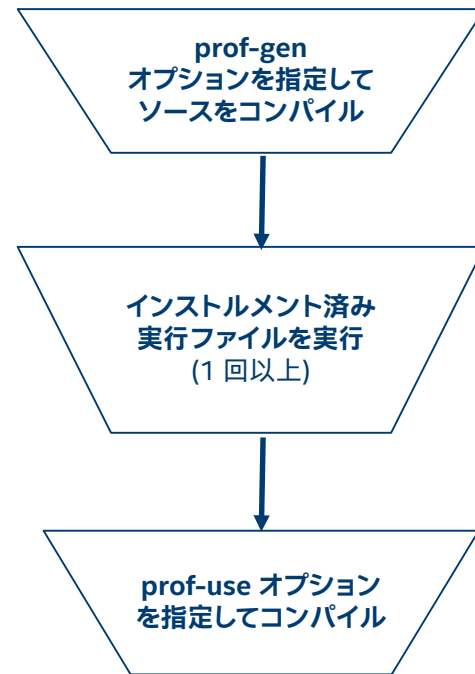 prof-gen
オプションを指定して
ソースをコンパイル
インストルメント済み
実行ファイルを実行
(1 回以上)
prof-use オプション
を指定してコンパイル